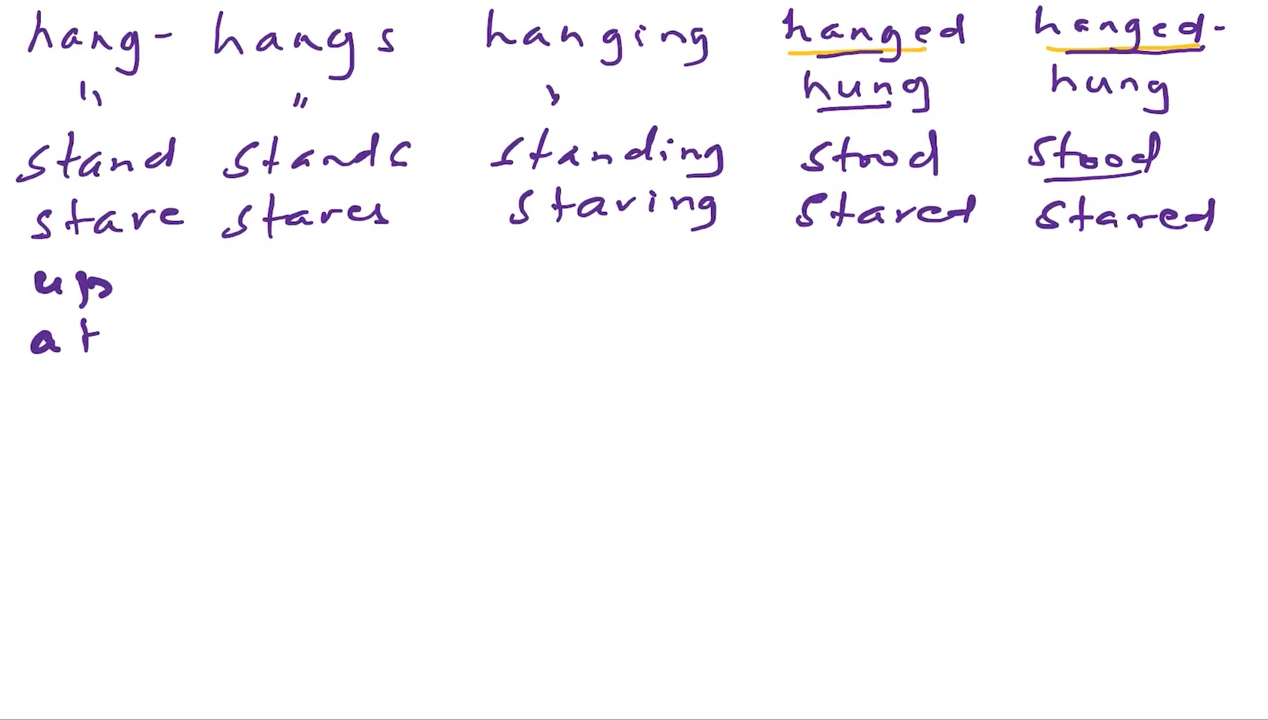 hang - hangs hanging hanged hanged -
" " " hung hung
stand stands standing stood stood
stare stares staring stared stared
up
at